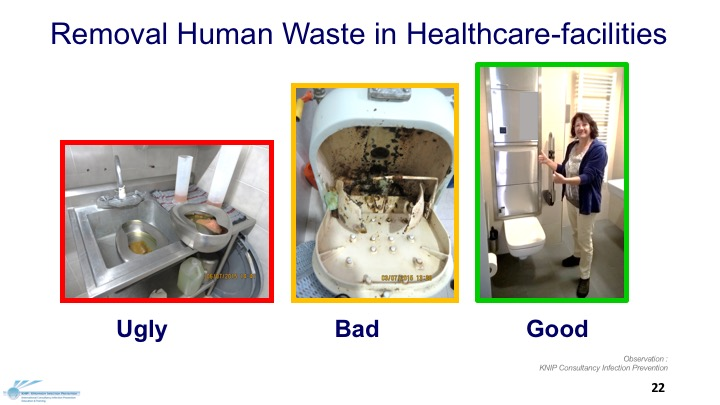 Removal Human Waste in Healthcare-facilities
Ugly
Bad
Good
Observation :
KNIP Consultancy Infection Prevention
22